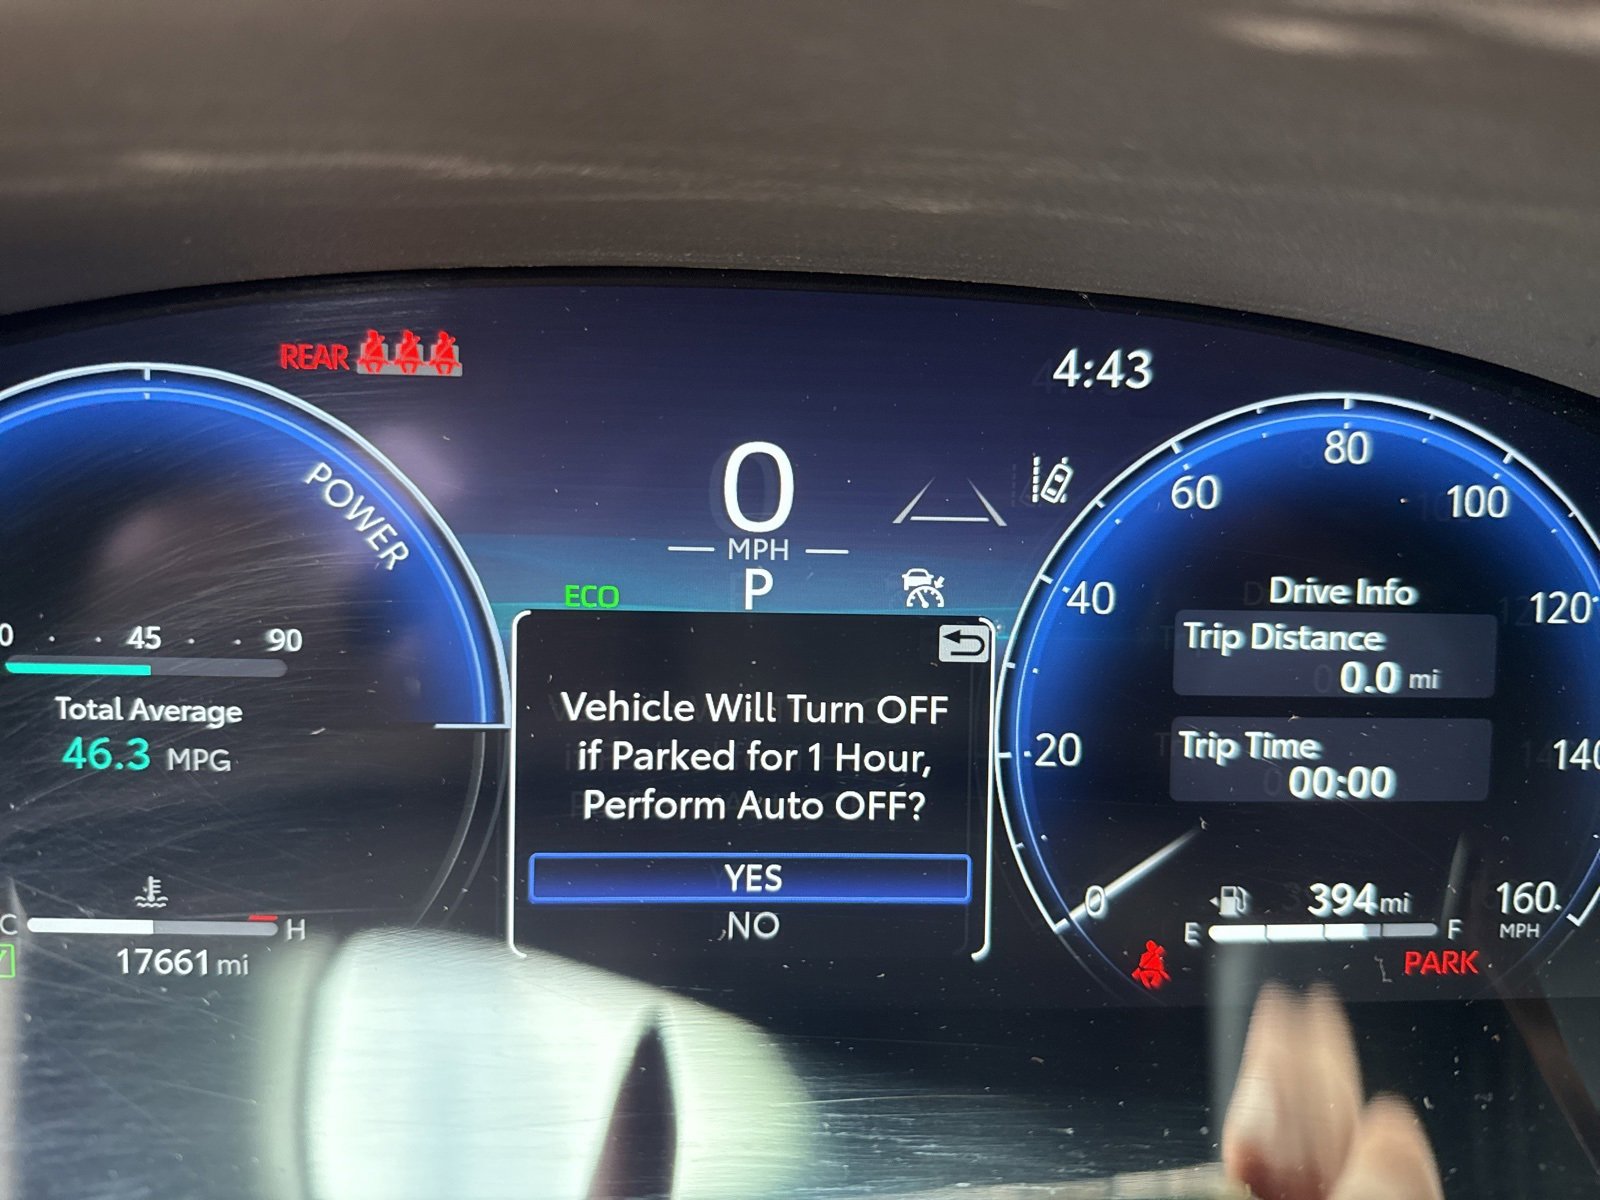 REAR
4:43
0
MPH
P
ECO
POWER
0 45 90
Total Average
46.3 MPG
C H
17661 mi
Vehicle Will Turn OFF
if Parked for 1 Hour,
Perform Auto OFF?
YES
NO
0
20
40
60
80
100
120
140
160
MPH
Drive Info
Trip Distance
0.0 mi
Trip Time
00:00
394 mi
E F
PARK